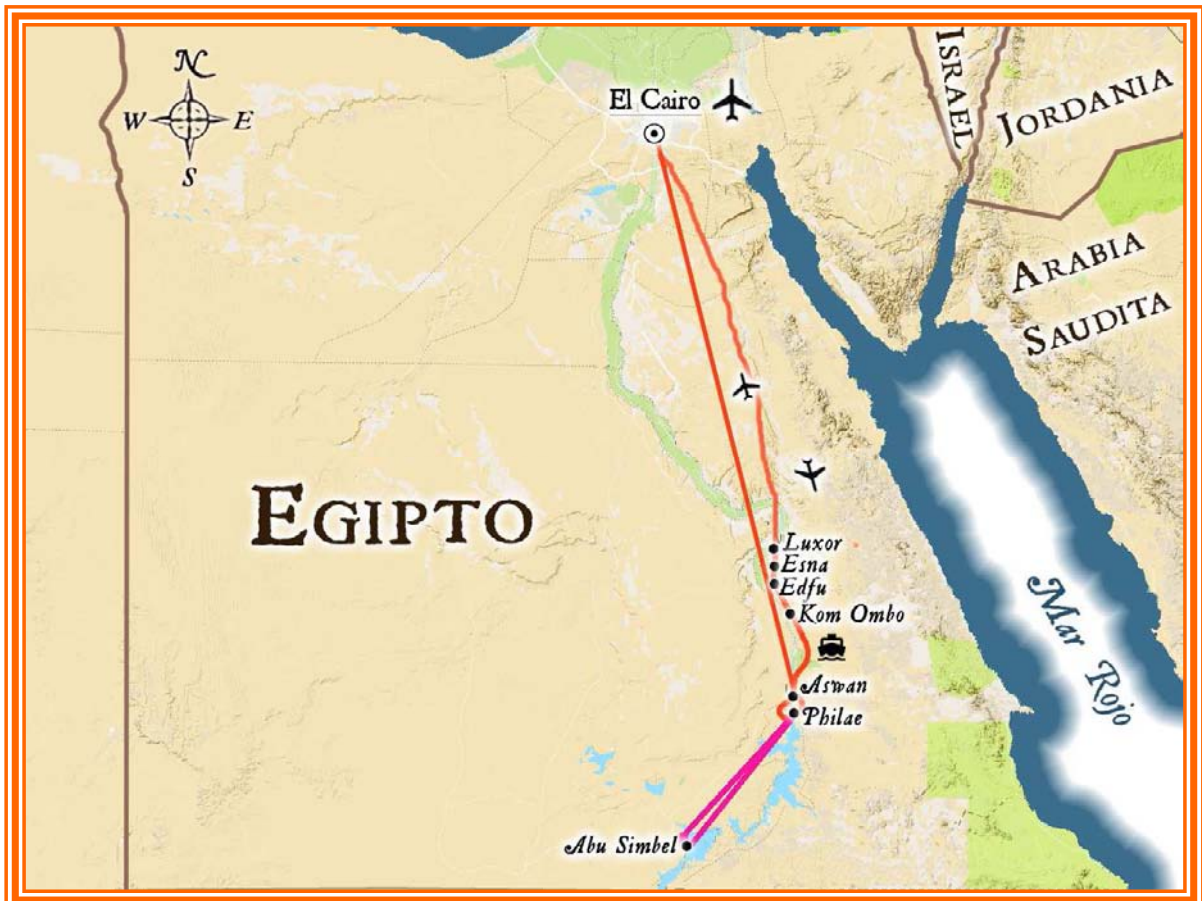 N
W E
S
El Cairo
ISRAEL
JORDANIA
ARABIA
SAUDITA
EGIPTO
Luxor
Esna
Edfu
Kom Ombo
Aswan
Philae
Abu Simbel
Mar Rojo